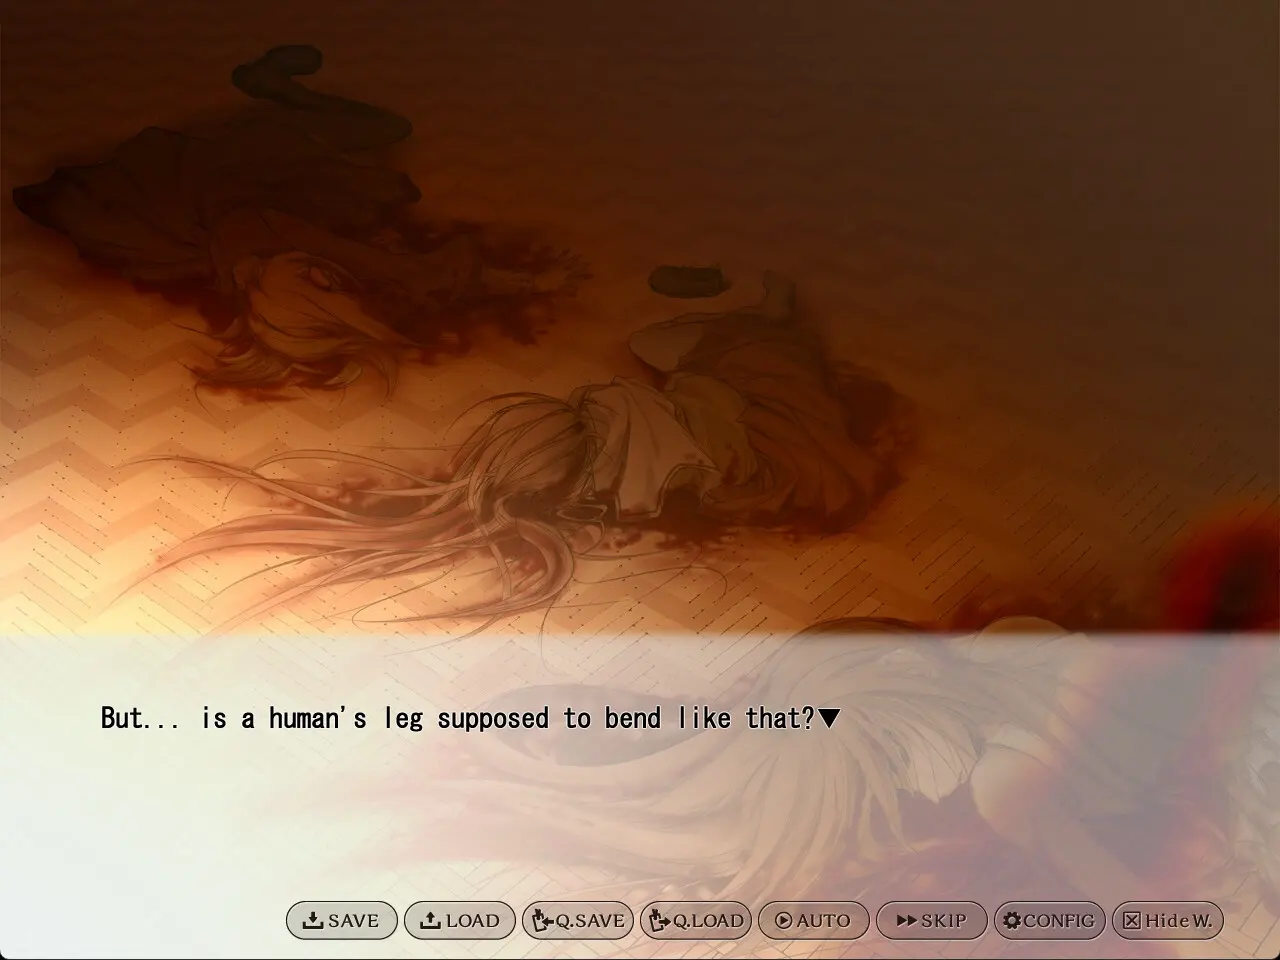 But... is a human's leg supposed to bend like that?▼
SAVE LOAD Q.SAVE Q.LOAD AUTO SKIP CONFIG Hide W.